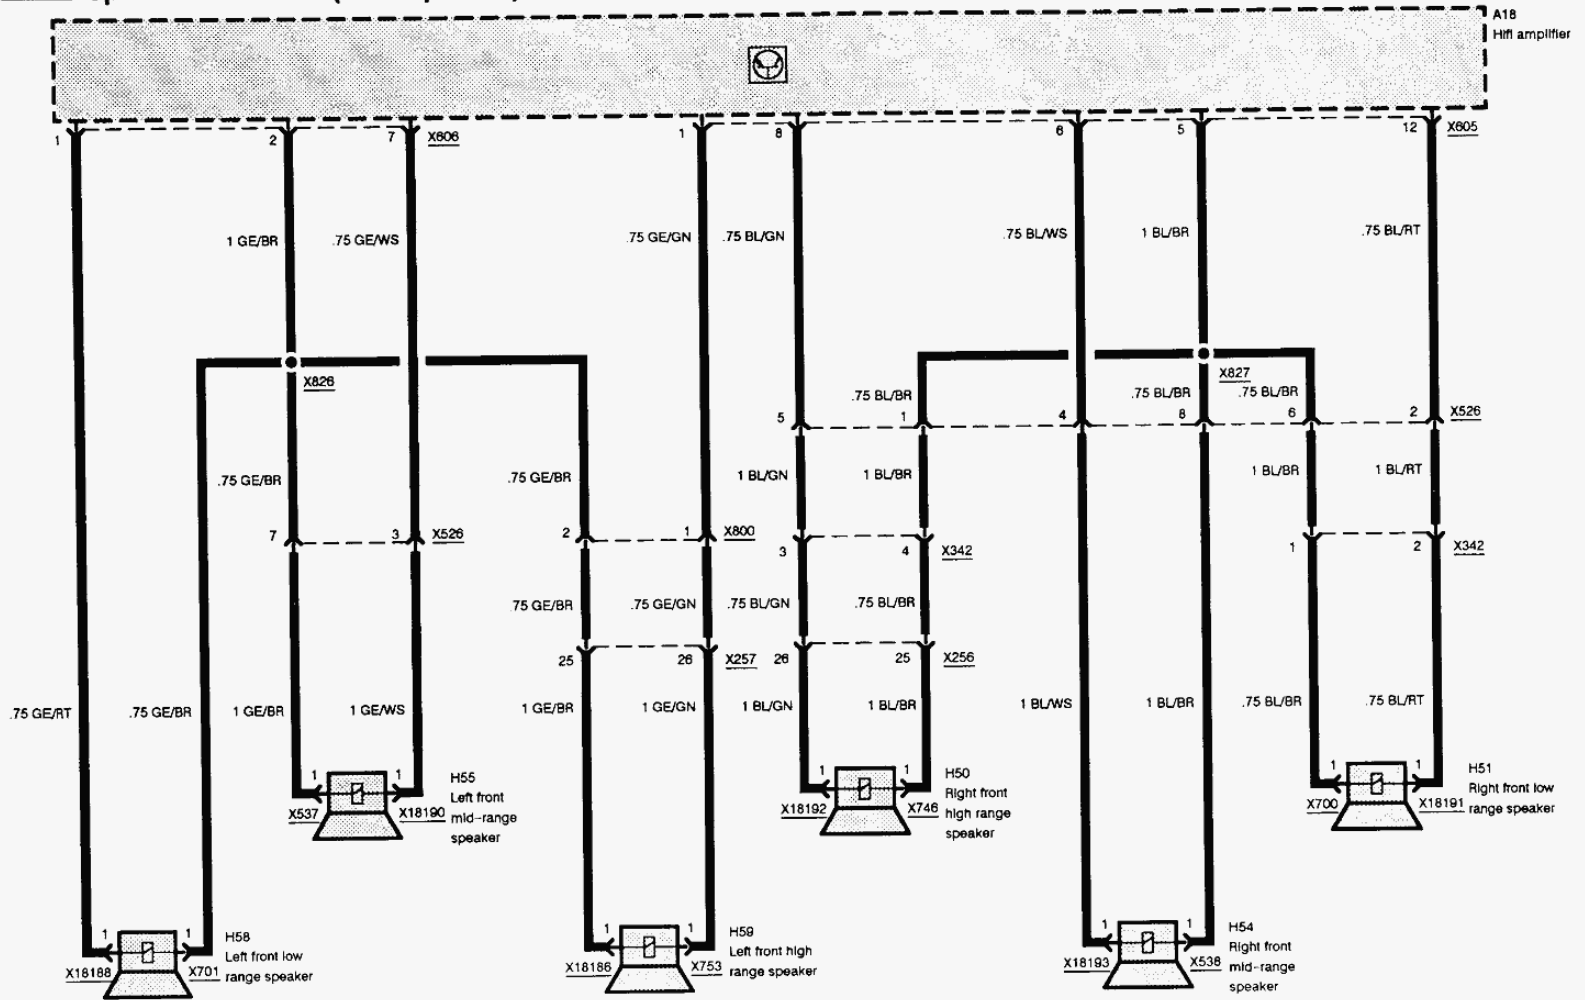 A18
Hifi amplifier
1
2
7
X606
1
8
6
5
12
X605
1 GE/BR
.75 GE/WS
.75 GE/GN
.75 BL/GN
.75 BL/WS
1 BL/BR
.75 BL/RT
X826
X827
.75 BL/BR
.75 BL/BR
.75 BL/BR
5
1
4
8
6
2
X526
.75 GE/BR
.75 GE/BR
1 BL/GN
1 BL/BR
1 BL/BR
1 BL/RT
7
3
X526
2
1
X800
3
4
X342
1
2
X342
.75 GE/BR
.75 GE/GN
.75 BL/GN
.75 BL/BR
25
26
X257
26
25
X256
.75 GE/RT
.75 GE/BR
1 GE/BR
1 GE/WS
1 GE/BR
1 GE/GN
1 BL/GN
1 BL/BR
1 BL/WS
1 BL/BR
.75 BL/BR
.75 BL/RT
1
1
X537
X18190
H55
Left front
mid-range
speaker
1
1
X18192
X746
H50
Right front
high range
speaker
1
1
X700
X18191
H51
Right front low
range speaker
1
1
X18188
X701
H58
Left front low
range speaker
1
1
X18186
X753
H59
Left front high
range speaker
1
1
X18193
X538
H54
Right front
mid-range
speaker